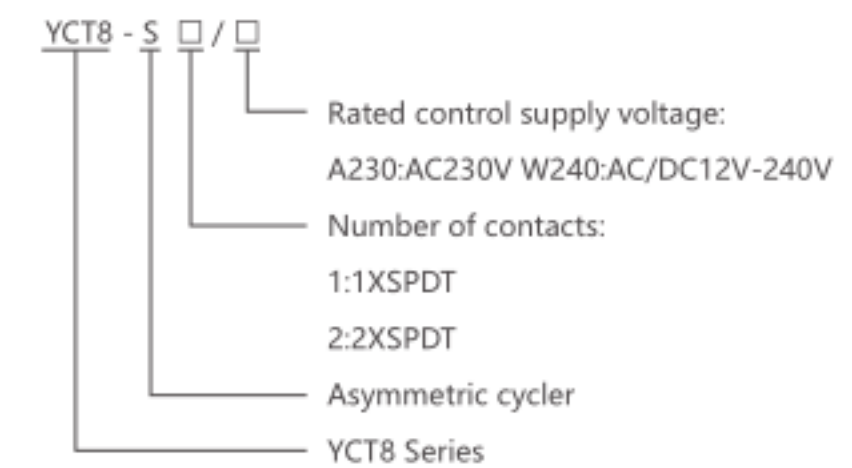 YCT8 - S □ / □
Rated control supply voltage:
A230:AC230V W240:AC/DC12V-240V
Number of contacts:
1:1XSPDT
2:2XSPDT
Asymmetric cycler
YCT8 Series